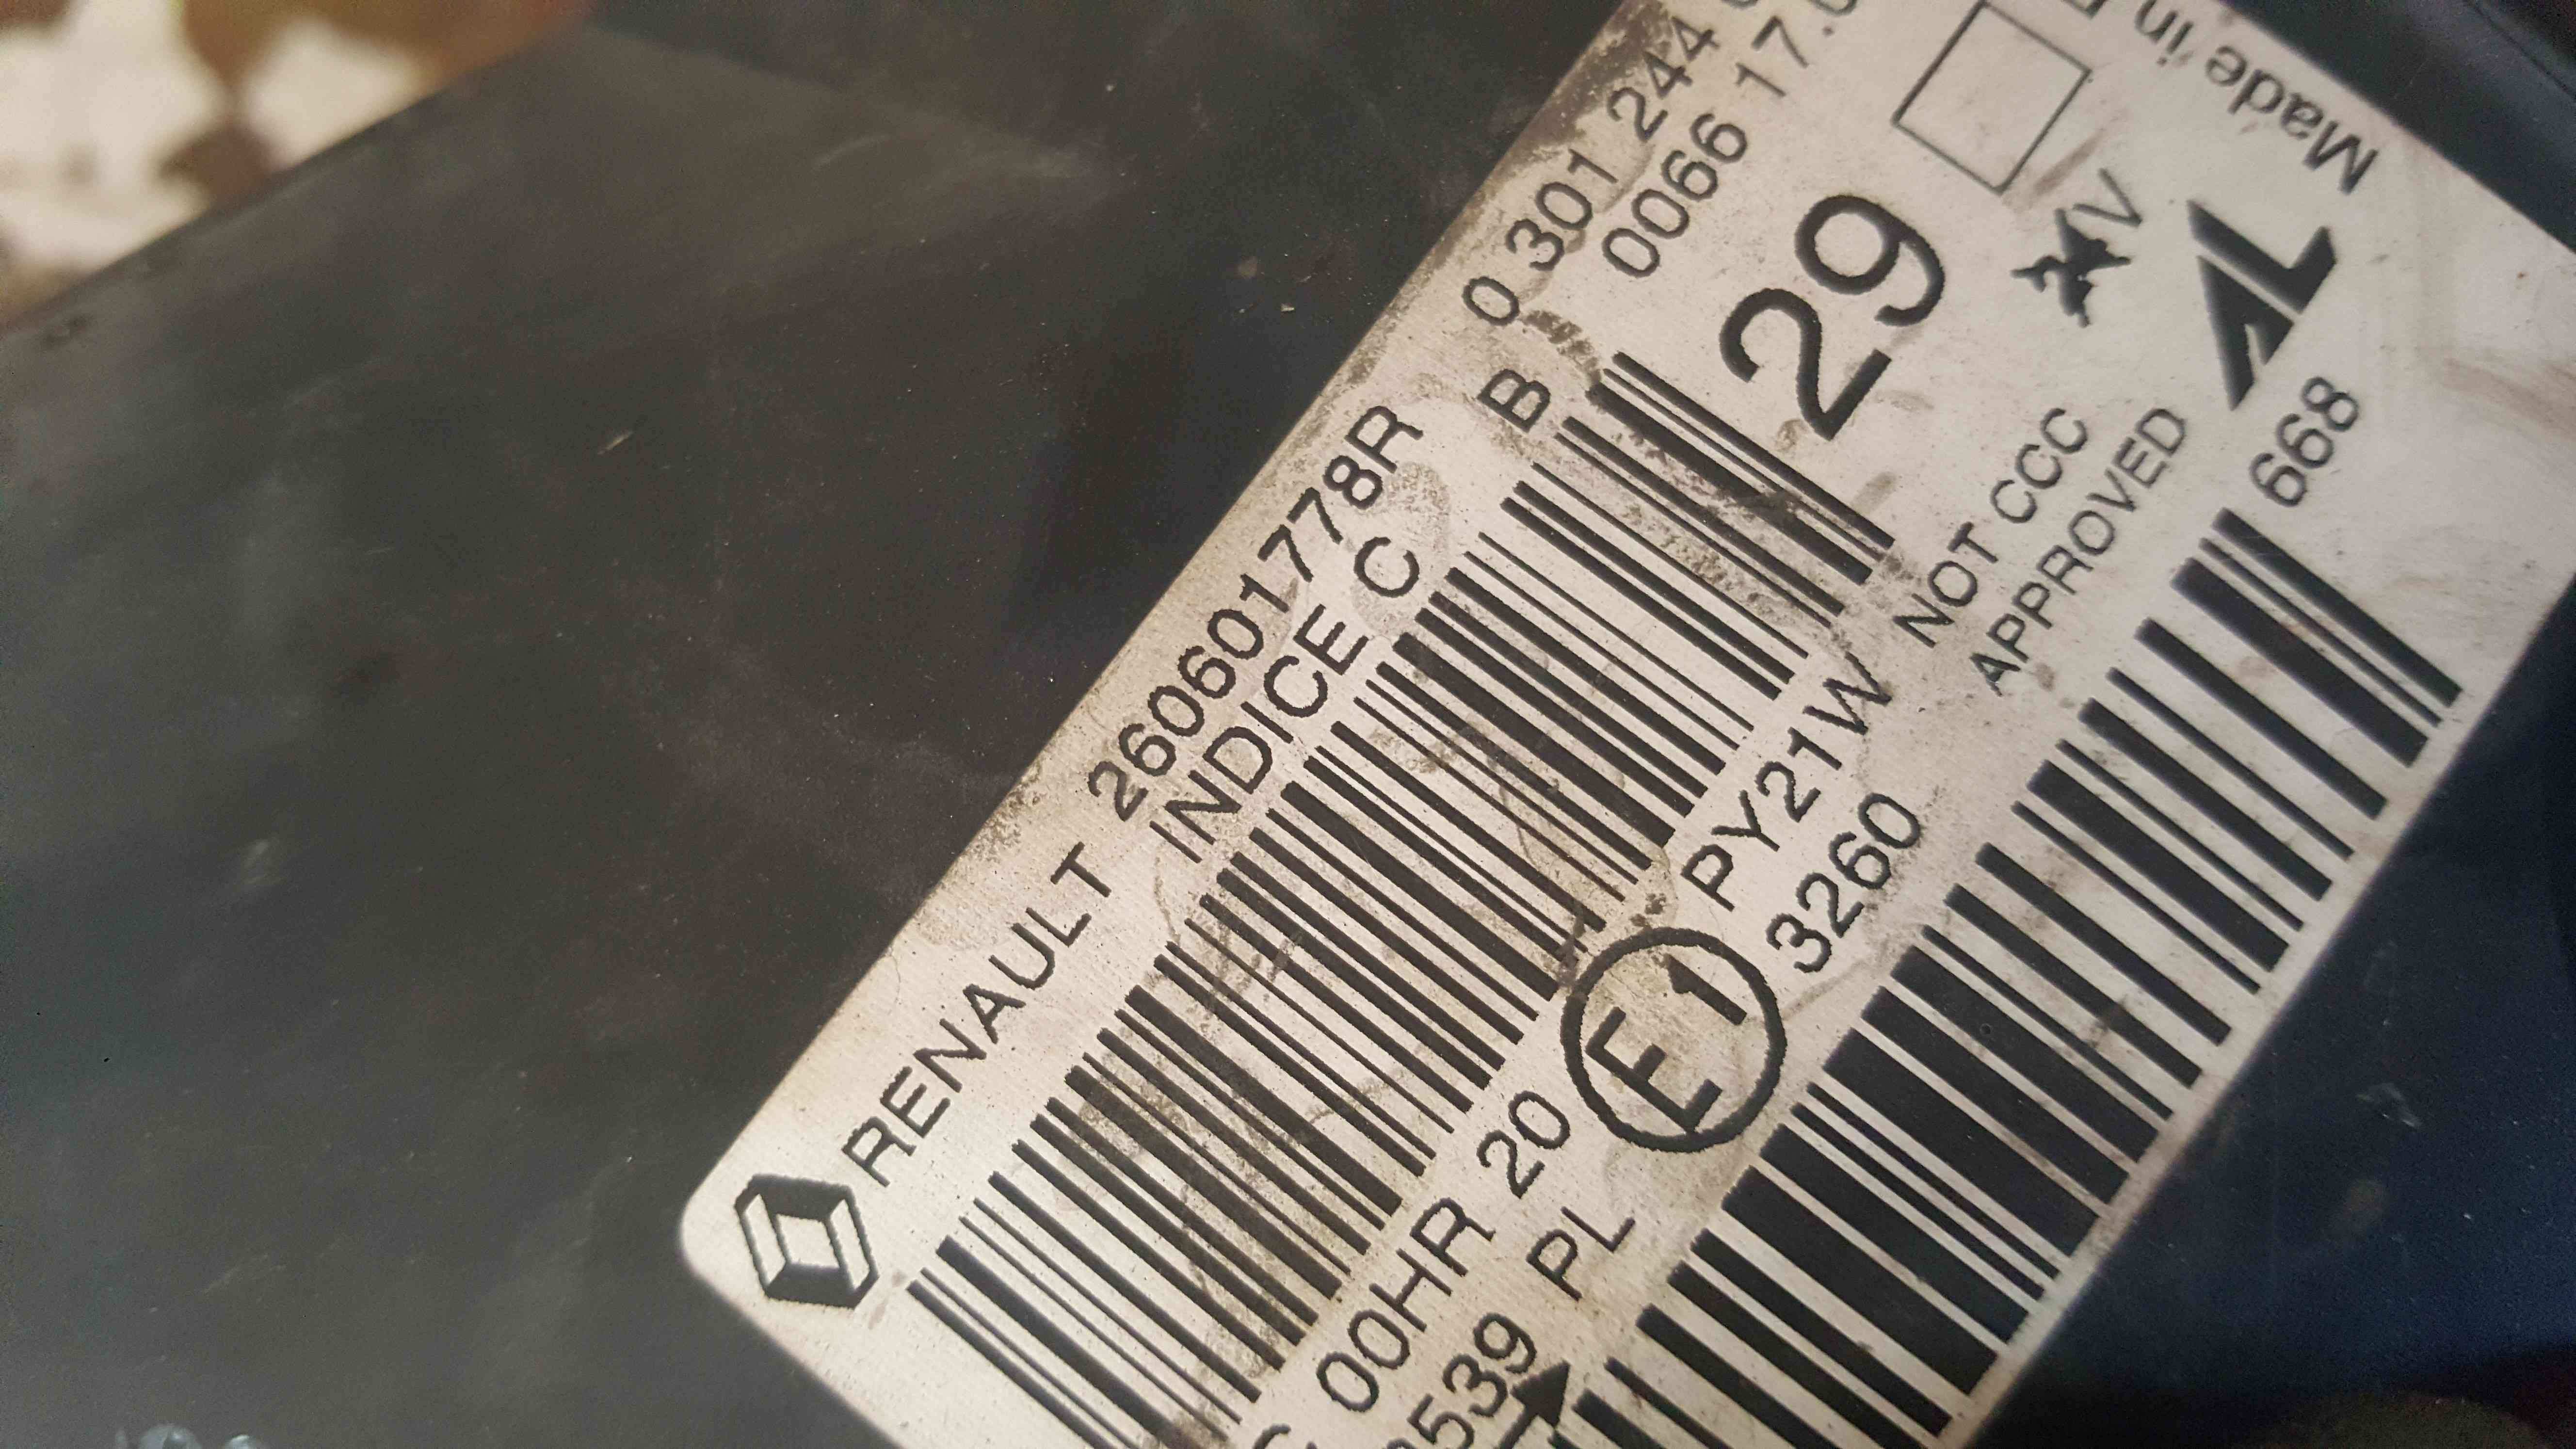 RENAULT 260601778R
INDICE C
B
0 301 244
0066 17.
29
00HR 20
539 PL
E1
PY21W
3260
NOT CCC
APPROVED
V
AL
Made in
668